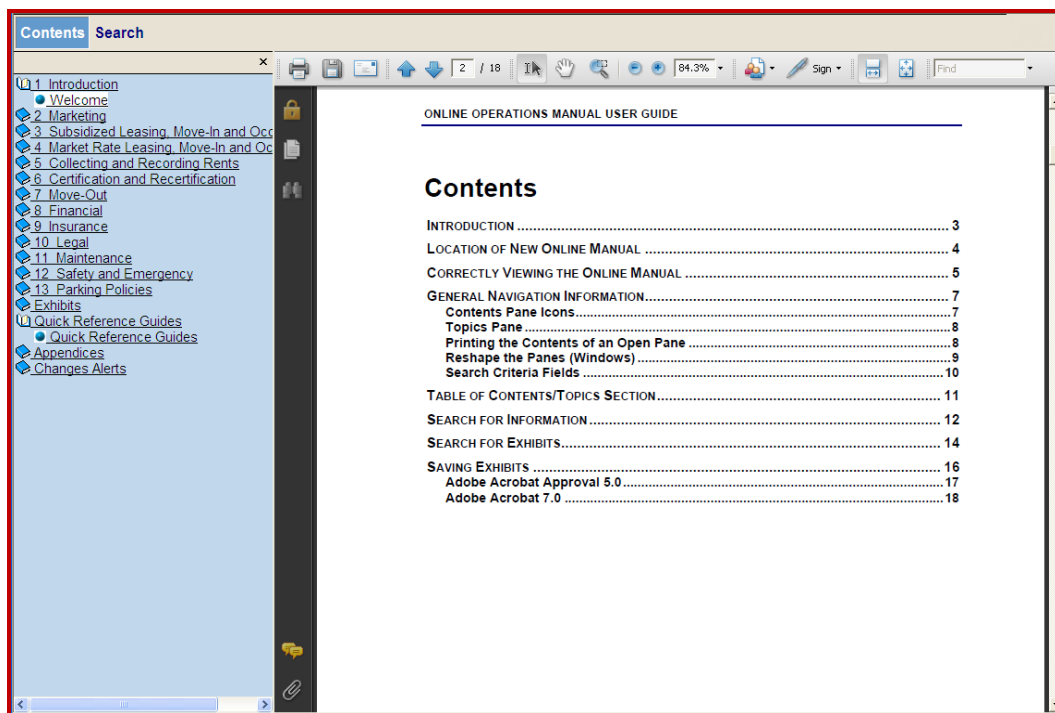 Contents Search
×
1 Introduction
Welcome
2 Marketing
3 Subsidized Leasing, Move-In and Occ
4 Market Rate Leasing, Move-In and Oc
5 Collecting and Recording Rents
6 Certification and Recertification
7 Move-Out
8 Financial
9 Insurance
10 Legal
11 Maintenance
12 Safety and Emergency
13 Parking Policies
Exhibits
Quick Reference Guides
Quick Reference Guides
Appendices
Changes Alerts
2 / 18 84.3% Sign Find
ONLINE OPERATIONS MANUAL USER GUIDE
Contents
INTRODUCTION ........ 3
LOCATION OF NEW ONLINE MANUAL ........ 4
CORRECTLY VIEWING THE ONLINE MANUAL ........ 5
GENERAL NAVIGATION INFORMATION ........ 7
Contents Pane Icons ........ 7
Topics Pane ........ 8
Printing the Contents of an Open Pane ........ 8
Reshape the Panes (Windows) ........ 9
Search Criteria Fields ........ 10
TABLE OF CONTENTS/TOPICS SECTION ........ 11
SEARCH FOR INFORMATION ........ 12
SEARCH FOR EXHIBITS ........ 14
SAVING EXHIBITS ........ 16
Adobe Acrobat Approval 5.0 ........ 17
Adobe Acrobat 7.0 ........ 18